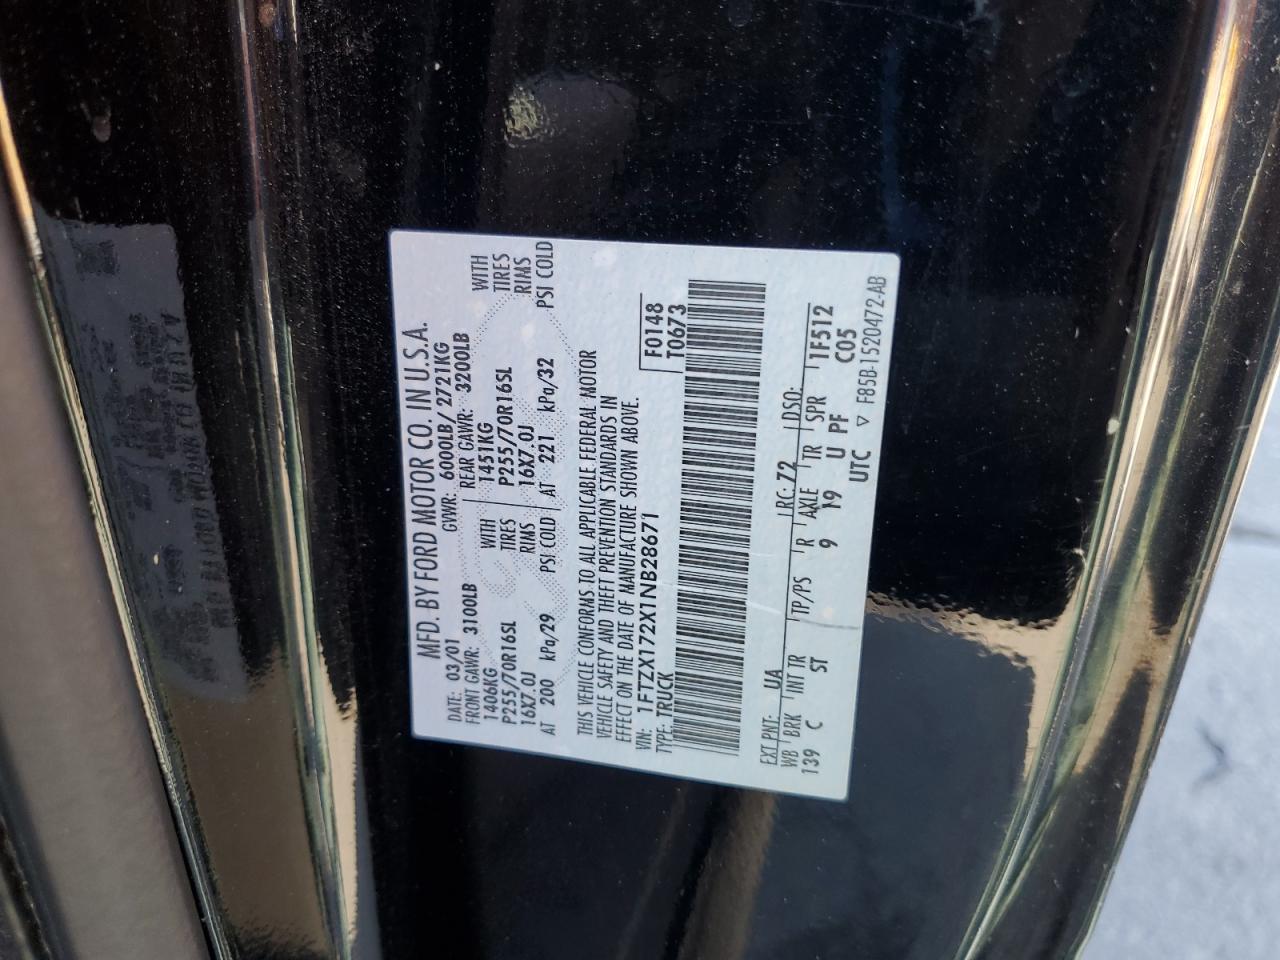 MFD. BY FORD MOTOR CO. IN U.S.A.
DATE: 03/01 GVWR: 6000LB/ 2721KG
FRONT GAWR: 3100LB REAR GAWR: 3200LB
1406KG WITH 1451KG WITH
P255/70R16SL TIRES P255/70R16SL TIRES
16X7.0J RIMS 16X7.0J RIMS
AT 200 kPa/29 PSI COLD AT 221 kPa/32 PSI COLD
THIS VEHICLE CONFORMS TO ALL APPLICABLE FEDERAL MOTOR
VEHICLE SAFETY AND THEFT PREVENTION STANDARDS IN
EFFECT ON THE DATE OF MANUFACTURE SHOWN ABOVE.
VIN: 1FTZX172X1NB28671 F0148
TYPE: TRUCK T0673
EXT PNT: UA RC: 72 DSO:
WB BRK INT TR TP/PS R AXLE TR SPR 1F512
139 C ST 9 19 U PF C05
UTC ▽ F85B-1520472-AB